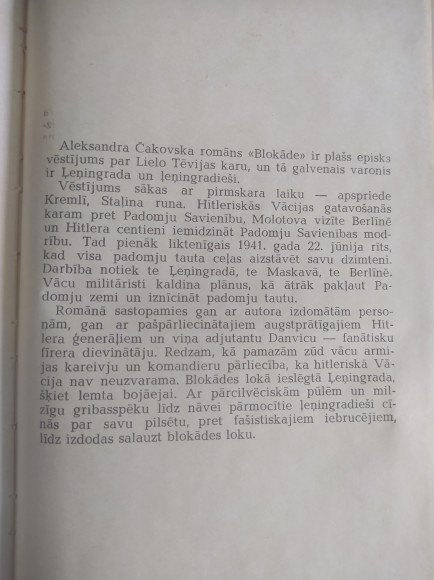 Aleksandra Čakovska romāns «Blokāde» ir plašs episks
vēstījums par Lielo Tēvijas karu, un tā galvenais varonis
ir Ļeņingrada un ļeņingradieši.
Vēstījums sākas ar pirmskara laiku — apspriede
Kremlī, Staļina runa. Hitleriskās Vācijas gatavošanās
karam pret Padomju Savienību, Molotova vizīte Berlīnē
un Hitlera centieni iemidzināt Padomju Savienības mod-
rību. Tad pienāk liktenīgais 1941. gada 22. jūnija rīts,
kad visa padomju tauta ceļas aizstāvēt savu dzimteni.
Darbība notiek te Ļeņingradā, te Maskavā, te Berlīnē.
Vācu militāristi kaldina plānus, kā ātrāk pakļaut Pa-
domju zemi un iznīcināt padomju tautu.
Romānā sastopamies gan ar autora izdomātām perso-
nām, gan ar pašpārliecinātajiem augstprātīgajiem Hit-
lera ģenerāļiem un viņa adjutantu Danvicu — fanātisku
fīrera dievinātāju. Redzam, kā pamazām zūd vācu armi-
jas kareivju un komandieru pārliecība, ka hitleriskā Vā-
cija nav neuzvarama. Blokādes lokā ieslēgtā Ļeņingrada,
šķiet lemta bojāejai. Ar pārcilvēciskām pūlēm un mil-
zīgu gribasspēku līdz nāvei pārmocītie ļeņingradieši cī-
nās par savu pilsētu, pret fašistiskajiem iebrucējiem,
līdz izdodas salauzt blokādes loku.